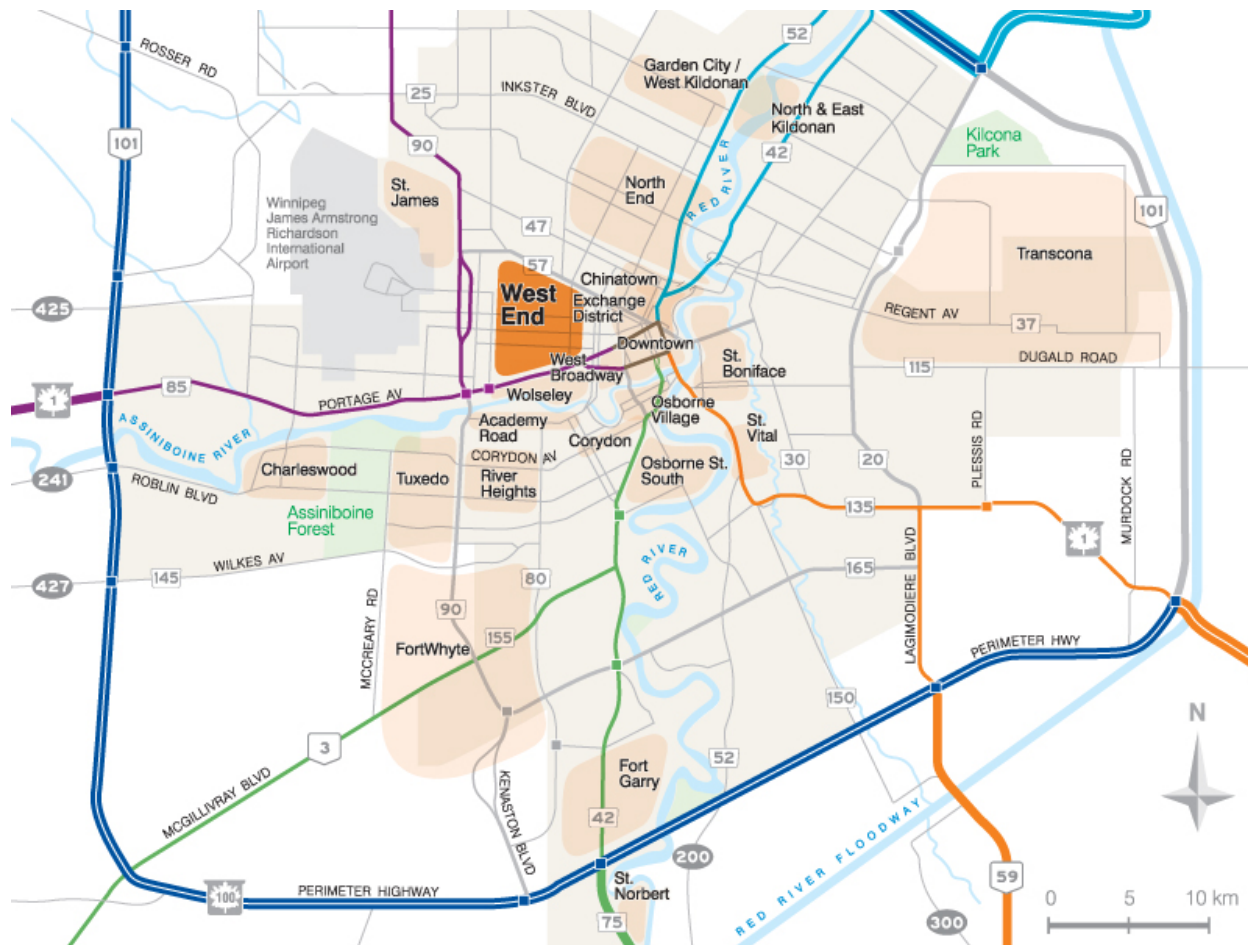 52
ROSSER RD
Garden City /
West Kildonan
25
INKSTER BLVD
North & East
Kildonan
101
90
42
Kilcona
Park
St.
James
North
End
RED RIVER
Winnipeg
James Armstrong
Richardson
International
Airport
101
47
57
Chinatown
Transcona
West
End
Exchange
District
425
REGENT AV
37
Downtown
DUGALD ROAD
115
West
Broadway
St.
Boniface
1
85
PORTAGE AV
Wolseley
Osborne
Village
ASSINIBOINE RIVER
Academy
Road
St.
Vital
PLESSIS RD
Corydon
CORYDON AV
Charleswood
Tuxedo
River
Heights
Osborne St.
South
30
20
MURDOCK RD
241
ROBLIN BLVD
Assiniboine
Forest
135
1
RED RIVER
LAGIMODIERE BLVD
WILKES AV
427
145
80
165
MCCREARY RD
90
155
FortWhyte
PERIMETER HWY
150
N
3
52
MCGILLIVRAY BLVD
KENASTON BLVD
Fort
Garry
42
RED RIVER FLOODWAY
200
100
PERIMETER HIGHWAY
St.
Norbert
59
75
300
0 5 10 km